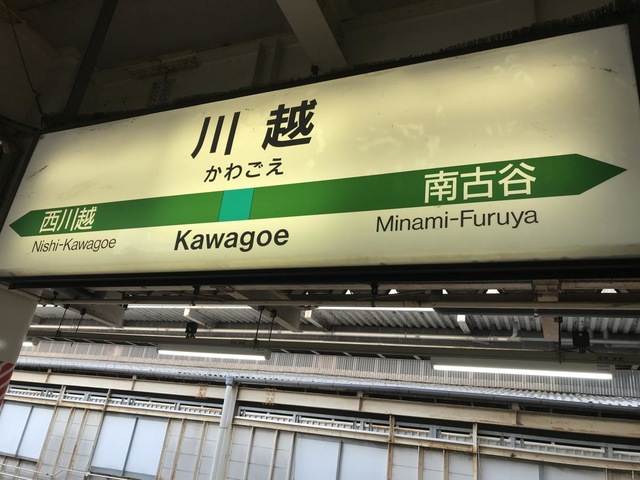 川越
かわごえ
西川越
Nishi-Kawagoe
Kawagoe
南古谷
Minami-Furuya